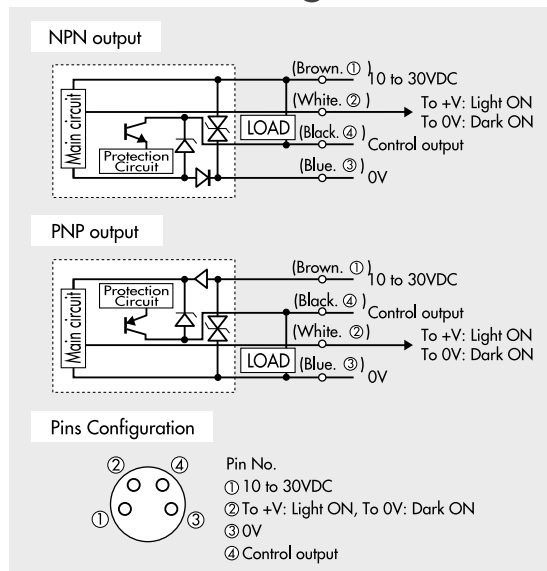 NPN output
(Brown. ①) 10 to 30VDC
(White. ②) To +V: Light ON
To 0V: Dark ON
LOAD
(Black. ④) Control output
(Blue. ③) 0V
Main circuit
Protection
Circuit
PNP output
(Brown. ①) 10 to 30VDC
(Black. ④) Control output
(White. ②) To +V: Light ON
To 0V: Dark ON
LOAD
(Blue. ③) 0V
Main circuit
Protection
Circuit
Pins Configuration
② ④
① ③
Pin No.
① 10 to 30VDC
② To +V: Light ON, To 0V: Dark ON
③ 0V
④ Control output